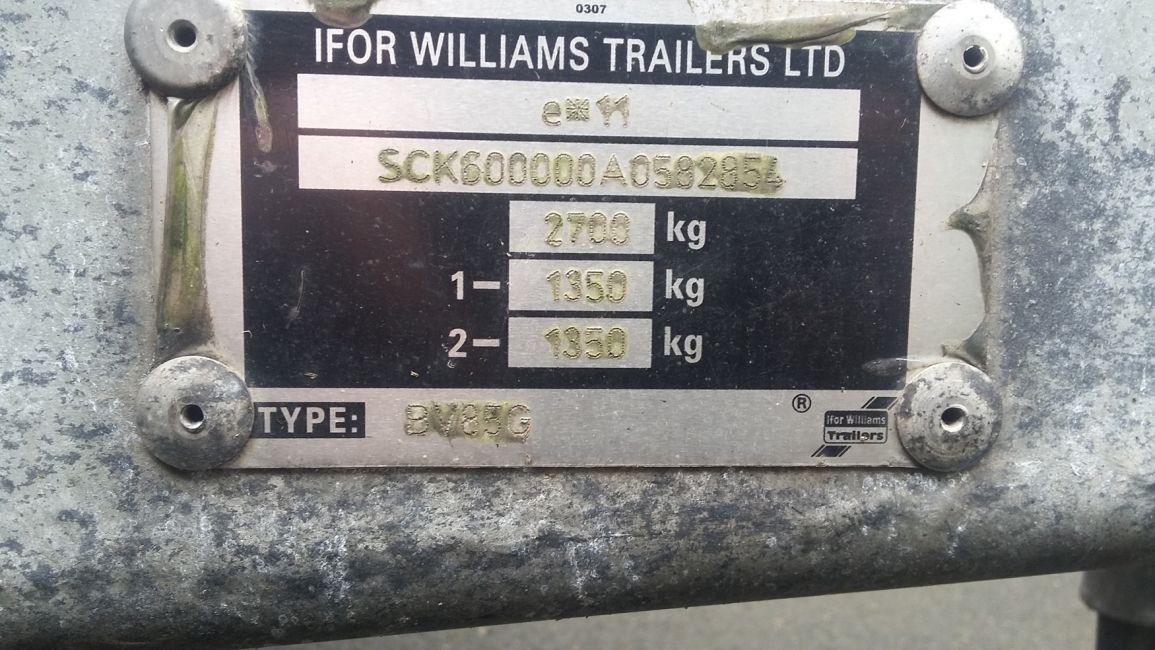 0307
IFOR WILLIAMS TRAILERS LTD
e*11
SCK600000A0582854
2700 kg
1- 1350 kg
2- 1350 kg
TYPE: BV85G
®
Ifor Williams
Trailers